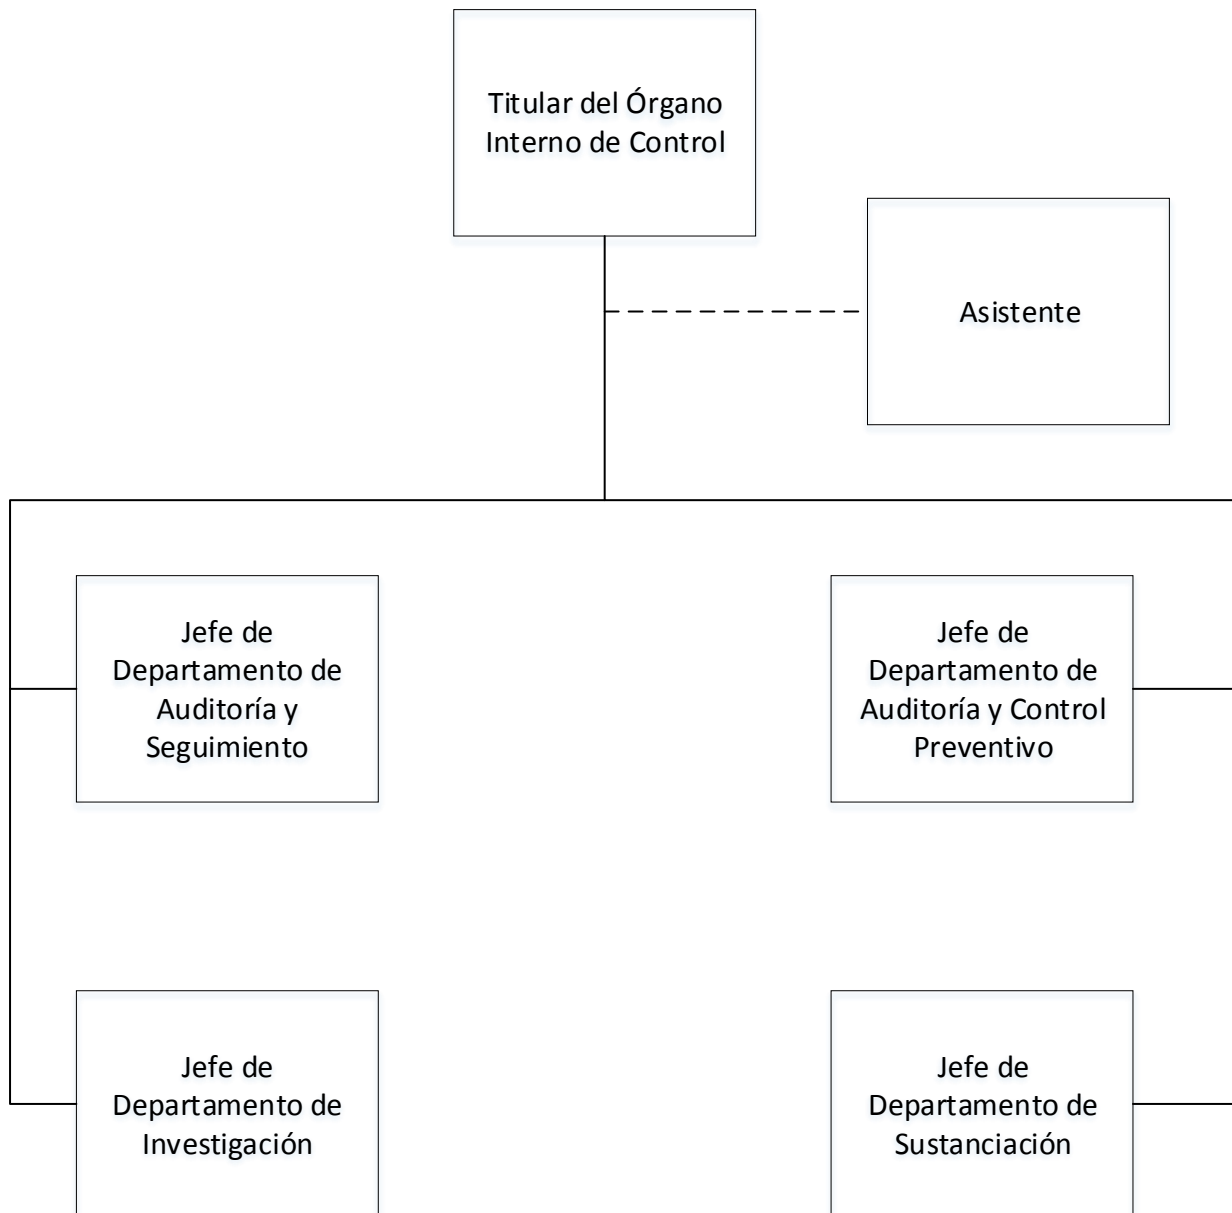 Titular del Órgano
Interno de Control
Asistente
Jefe de
Departamento de
Auditoría y
Seguimiento
Jefe de
Departamento de
Auditoría y Control
Preventivo
Jefe de
Departamento de
Investigación
Jefe de
Departamento de
Sustanciación